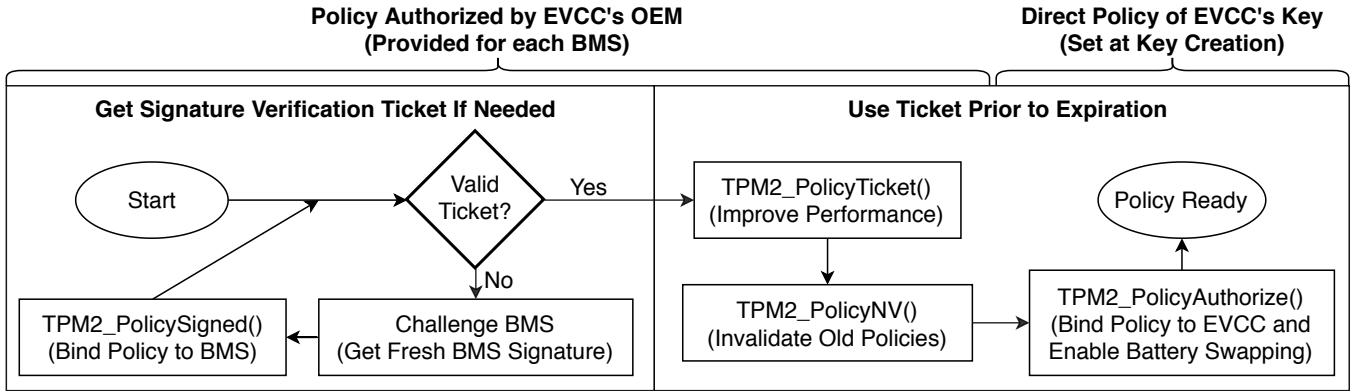 Policy Authorized by EVCC's OEM
(Provided for each BMS)
Direct Policy of EVCC's Key
(Set at Key Creation)
Get Signature Verification Ticket If Needed
Use Ticket Prior to Expiration
Start
Valid
Ticket?
Yes
No
Challenge BMS
(Get Fresh BMS Signature)
TPM2_PolicySigned()
(Bind Policy to BMS)
TPM2_PolicyTicket()
(Improve Performance)
TPM2_PolicyNV()
(Invalidate Old Policies)
TPM2_PolicyAuthorize()
(Bind Policy to EVCC and
Enable Battery Swapping)
Policy Ready